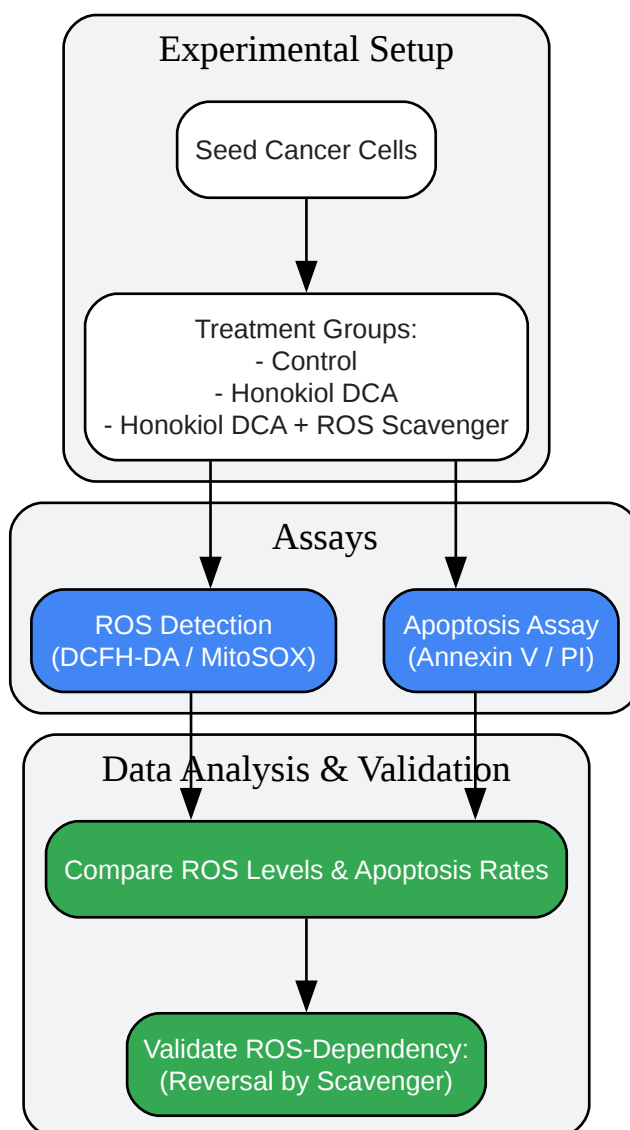 Experimental Setup
Seed Cancer Cells
Treatment Groups:
- Control
- Honokiol DCA
- Honokiol DCA + ROS Scavenger
Assays
ROS Detection
(DCFH-DA / MitoSOX)
Apoptosis Assay
(Annexin V / PI)
Data Analysis & Validation
Compare ROS Levels & Apoptosis Rates
Validate ROS-Dependency:
(Reversal by Scavenger)